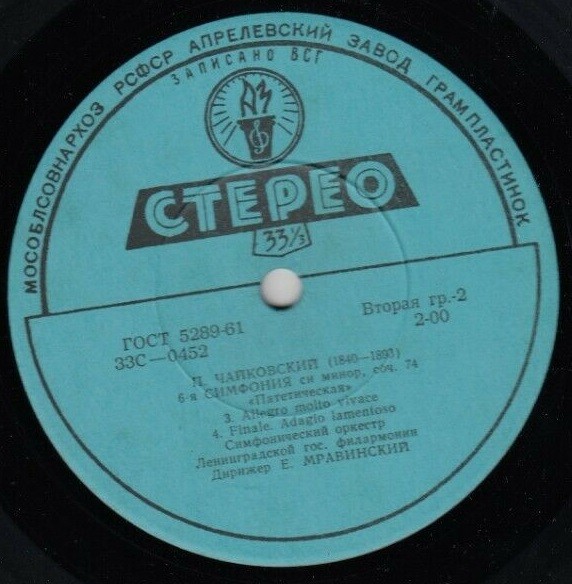 МОСОБЛСОВНАРХОЗ РСФСР АПРЕЛЕВСКИЙ ЗАВОД ГРАМПЛАСТИНОК
ЗАПИСАНО ВСГ
АЗ
СТЕРЕО
33⅓
ГОСТ 5289-61
33С—0452
Вторая гр.-2
2-00
П. ЧАЙКОВСКИЙ (1840—1893)
6-я СИМФОНИЯ си минор, соч. 74
«Патетическая»
3. Allegro molto vivace
4. Finale. Adagio lamentoso
Симфонический оркестр
Ленинградской гос. филармонии
Дирижер Е. МРАВИНСКИЙ